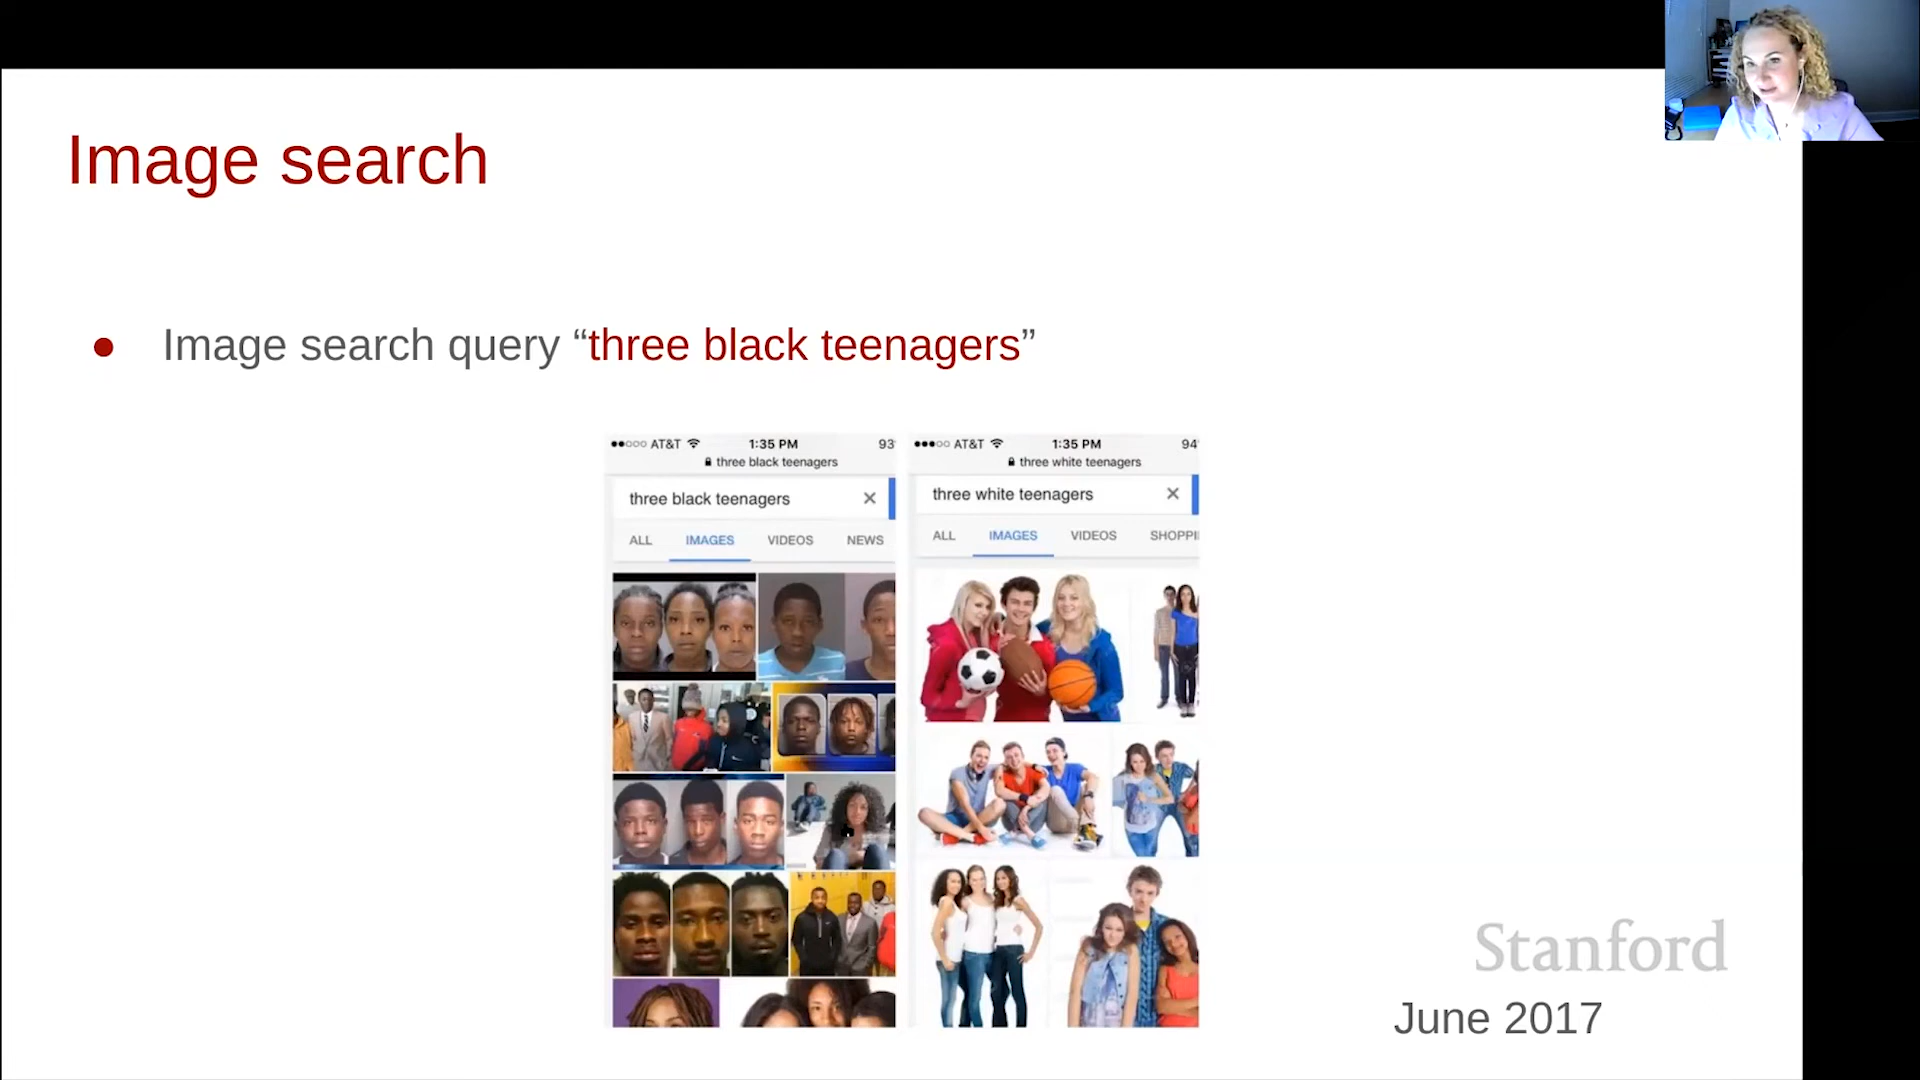 Image search
● Image search query “three black teenagers”
AT&T 1:35 PM 93
three black teenagers
three black teenagers ✕
ALL IMAGES VIDEOS NEWS
AT&T 1:35 PM 94
three white teenagers
three white teenagers ✕
ALL IMAGES VIDEOS SHOPPI
Stanford
June 2017